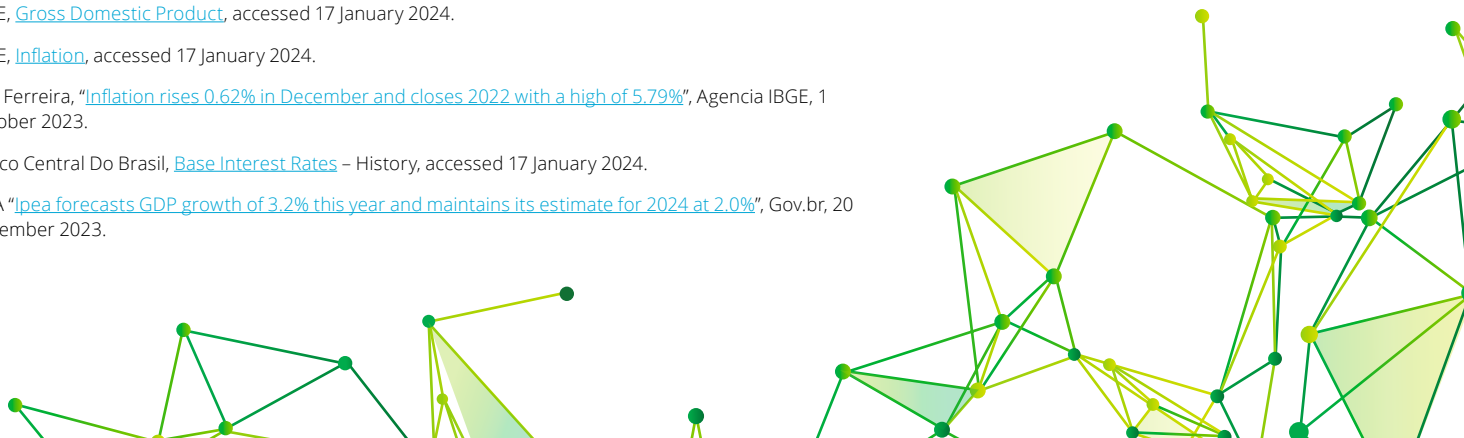 E, Gross Domestic Product, accessed 17 January 2024.
E, Inflation, accessed 17 January 2024.
Ferreira, “Inflation rises 0.62% in December and closes 2022 with a high of 5.79%”, Agencia IBGE, 1
ober 2023.
co Central Do Brasil, Base Interest Rates – History, accessed 17 January 2024.
A “Ipea forecasts GDP growth of 3.2% this year and maintains its estimate for 2024 at 2.0%”, Gov.br, 20
ember 2023.